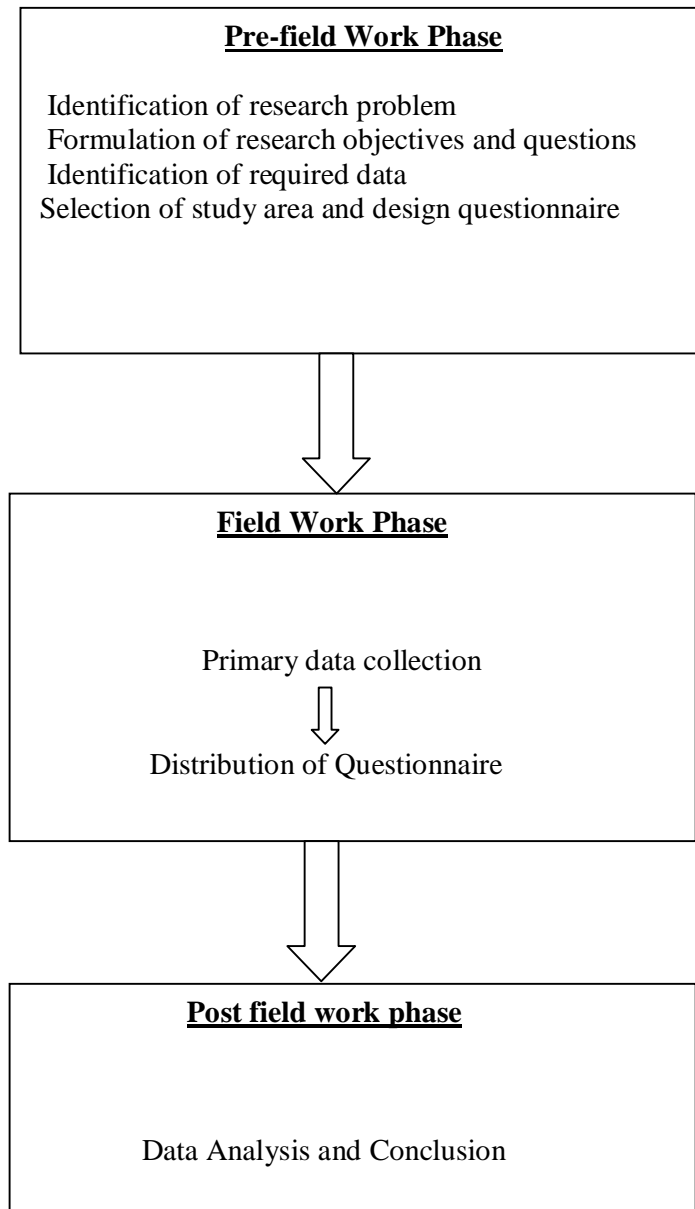 Pre-field Work Phase
Identification of research problem
Formulation of research objectives and questions
Identification of required data
Selection of study area and design questionnaire
Field Work Phase
Primary data collection
Distribution of Questionnaire
Post field work phase
Data Analysis and Conclusion